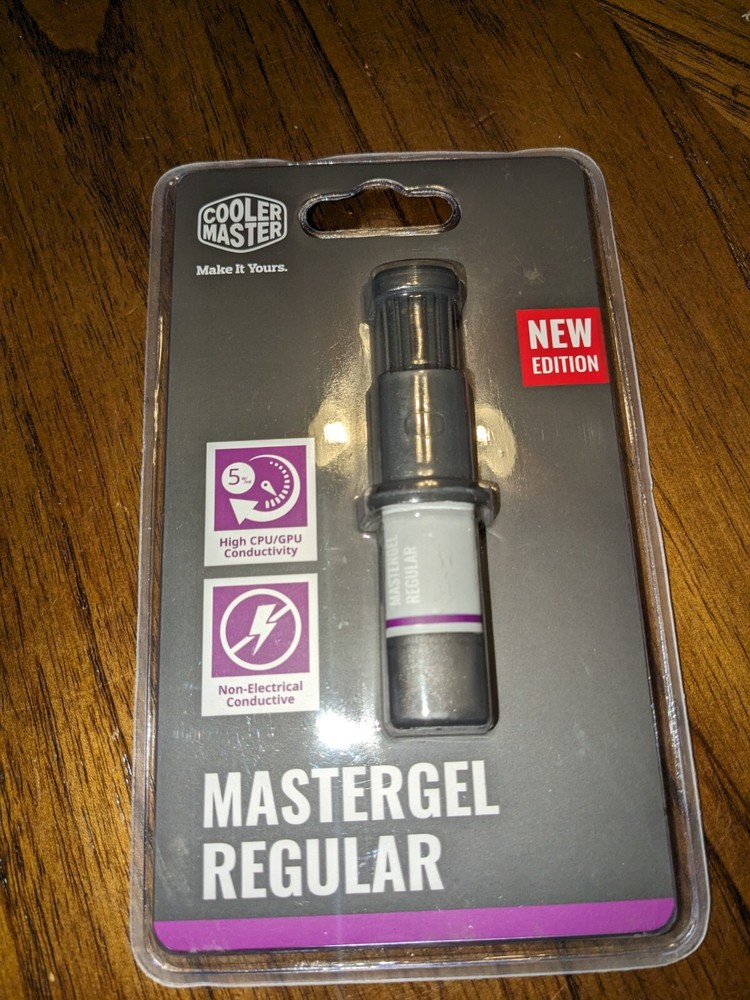 COOLER
MASTER
Make It Yours.
NEW
EDITION
5 W/mK
High CPU/GPU
Conductivity
MASTERGEL
REGULAR
Non-Electrical
Conductive
MASTERGEL
REGULAR